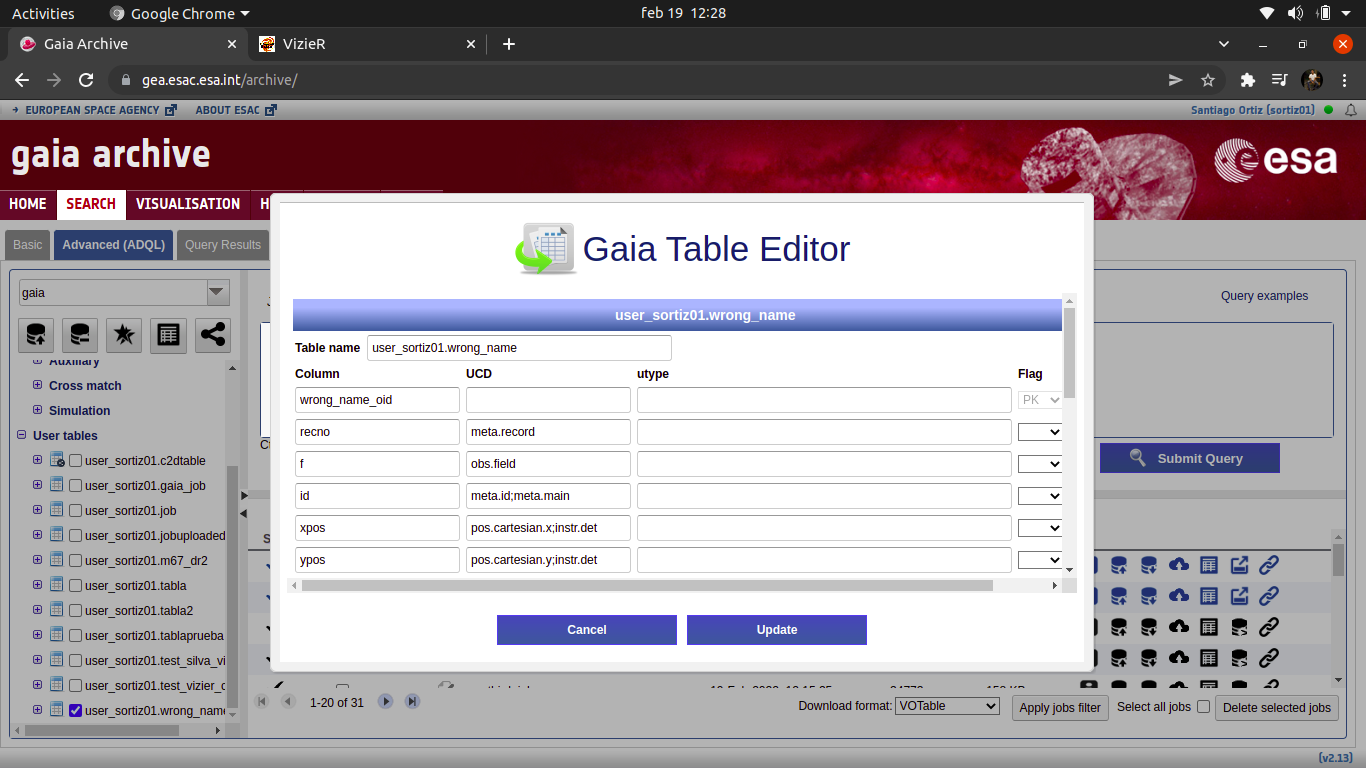 Activities
Google Chrome
feb 19 12:28
Gaia Archive
VizieR
gea.esac.esa.int/archive/
EUROPEAN SPACE AGENCY
ABOUT ESAC
Santiago Ortiz (sortiz01)
gaia archive
esa
HOME
SEARCH
VISUALISATION
H
Basic
Advanced (ADQL)
Query Results
gaia
Query examples
Auxiliary
Cross match
Simulation
User tables
user_sortiz01.c2dtable
user_sortiz01.gaia_job
user_sortiz01.job
user_sortiz01.jobuploaded
user_sortiz01.m67_dr2
user_sortiz01.tabla
user_sortiz01.tabla2
user_sortiz01.tablaprueba
user_sortiz01.test_silva_vi
user_sortiz01.test_vizier_c
user_sortiz01.wrong_name
Gaia Table Editor
user_sortiz01.wrong_name
Table name
user_sortiz01.wrong_name
Column UCD utype Flag
wrong_name_oid PK
recno meta.record
f obs.field
id meta.id;meta.main
xpos pos.cartesian.x;instr.det
ypos pos.cartesian.y;instr.det
Cancel
Update
Submit Query
1-20 of 31
Download format:
VOTable
Apply jobs filter
Select all jobs
Delete selected jobs
(v2.13)